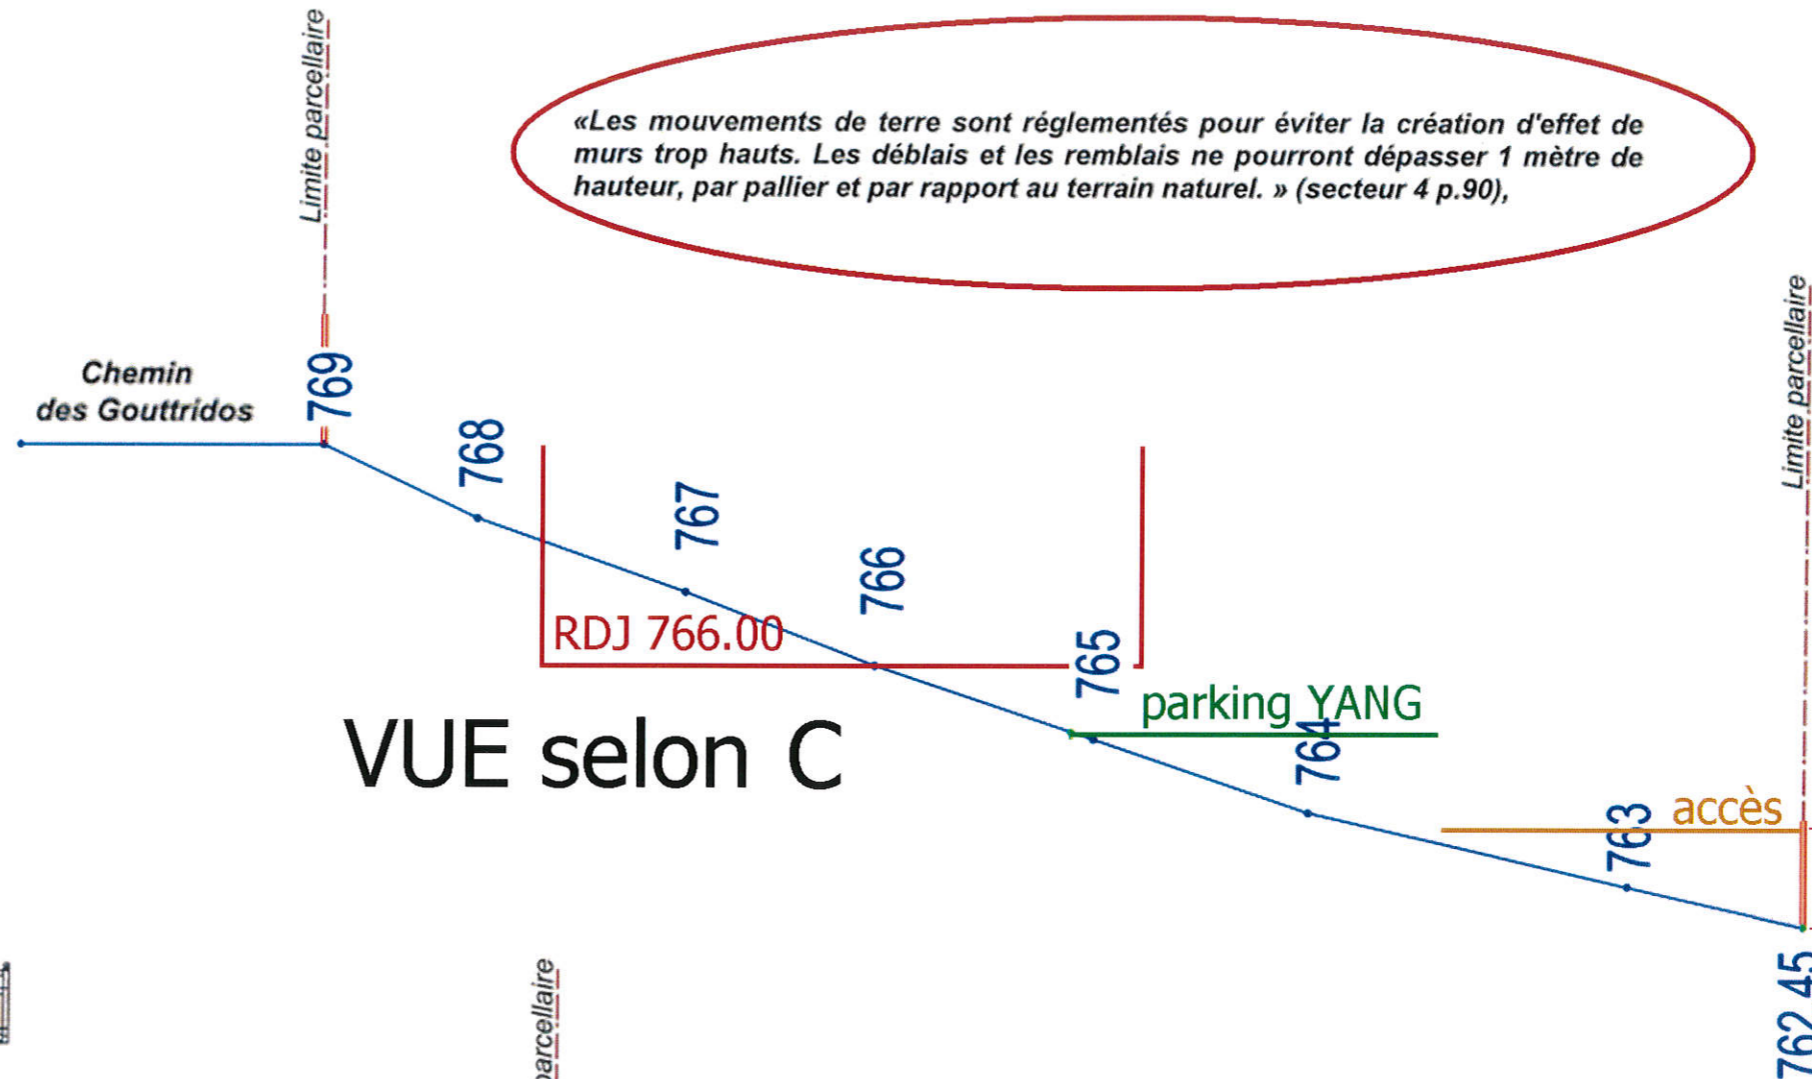 Limite parcellaire
«Les mouvements de terre sont réglementés pour éviter la création d'effet de
murs trop hauts. Les déblais et les remblais ne pourront dépasser 1 mètre de
hauteur, par pallier et par rapport au terrain naturel. » (secteur 4 p.90),
Limite parcellaire
Chemin
des Gouttridos
769
768
767
766
RDJ 766.00
765
parking YANG
764
VUE selon C
accès
763
762.45
parcellaire